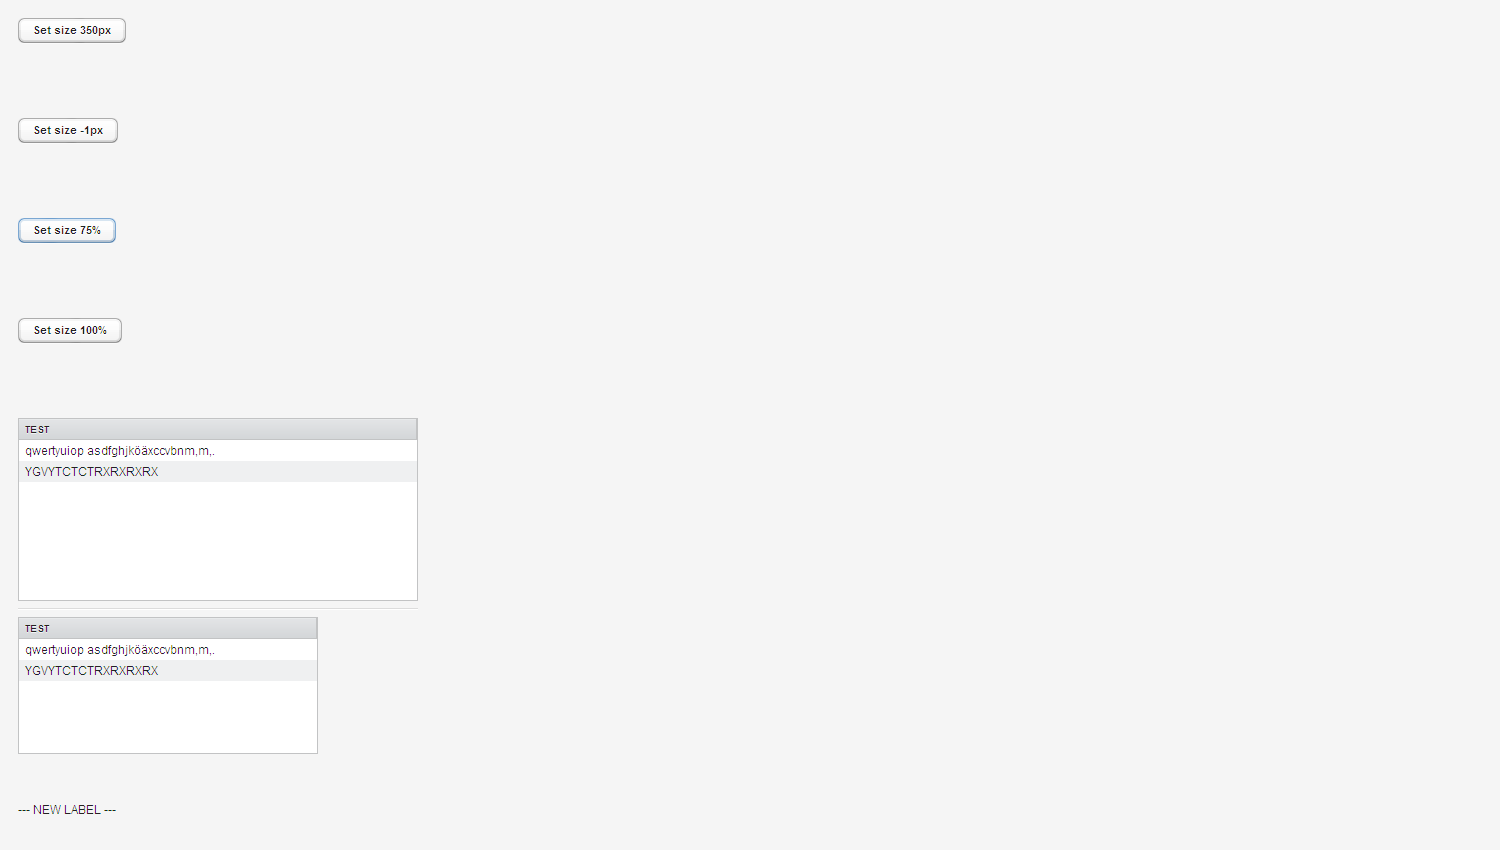 Set size 350px
Set size -1px
Set size 75%
Set size 100%
TEST
qwertyuiop asdfghjköäxccvbnm,m,.
YGVYTCTCTRXRXRXRX
TEST
qwertyuiop asdfghjköäxccvbnm,m,.
YGVYTCTCTRXRXRXRX
--- NEW LABEL ---